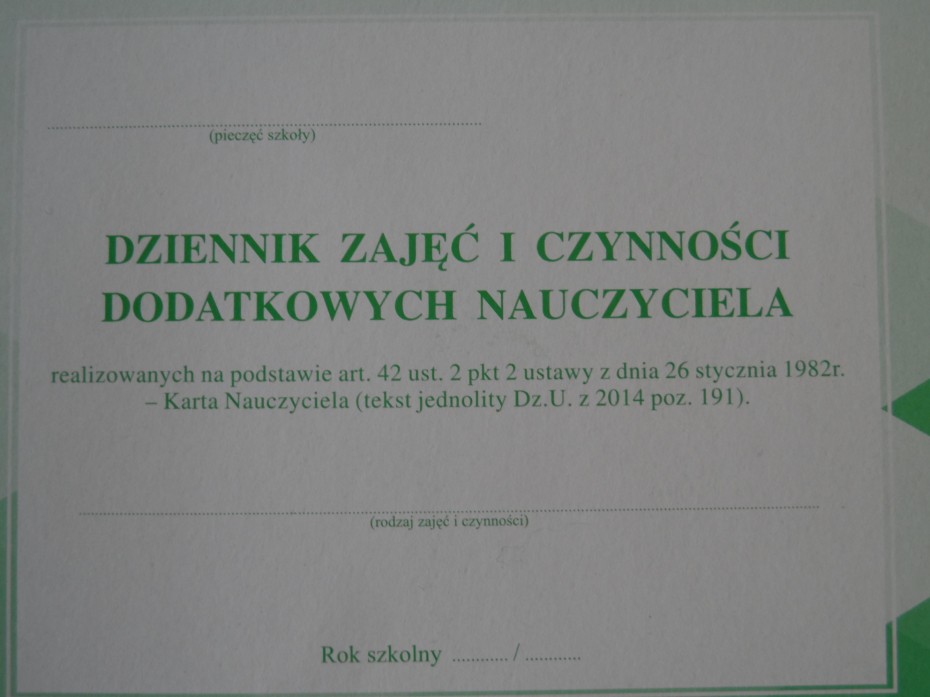 (pieczęć szkoły)
DZIENNIK ZAJĘĆ I CZYNNOŚCI
DODATKOWYCH NAUCZYCIELA
realizowanych na podstawie art. 42 ust. 2 pkt 2 ustawy z dnia 26 stycznia 1982r.
– Karta Nauczyciela (tekst jednolity Dz.U. z 2014 poz. 191).
(rodzaj zajęć i czynności)
Rok szkolny ............ / ............